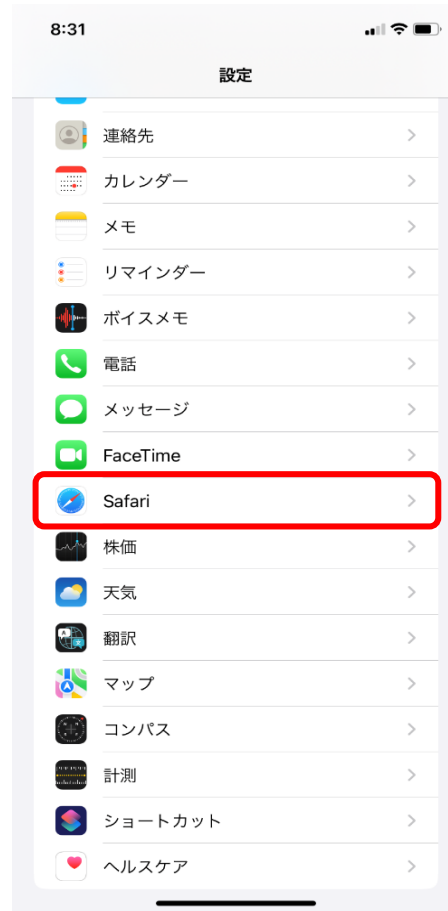 8:31
設定
連絡先
カレンダー
メモ
リマインダー
ボイスメモ
電話
メッセージ
FaceTime
Safari
株価
天気
翻訳
マップ
コンパス
計測
ショートカット
ヘルスケア